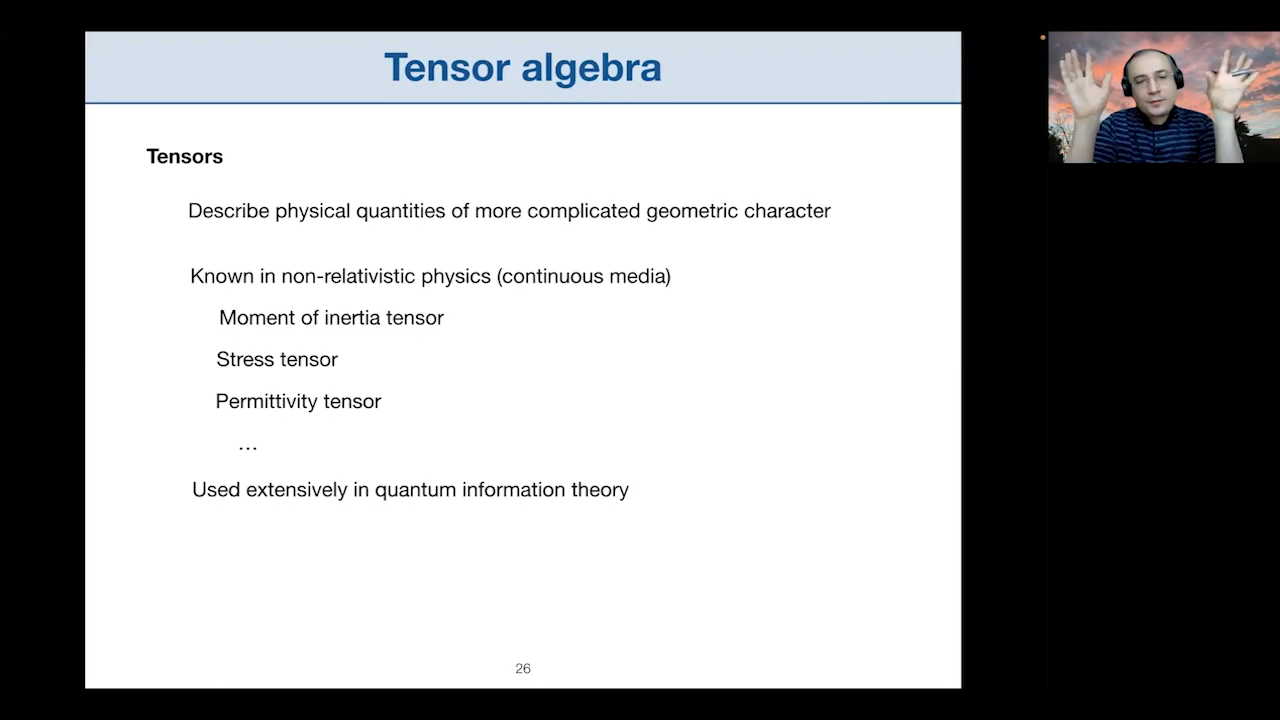 Tensor algebra
Tensors
Describe physical quantities of more complicated geometric character
Known in non-relativistic physics (continuous media)
Moment of inertia tensor
Stress tensor
Permittivity tensor
...
Used extensively in quantum information theory
26